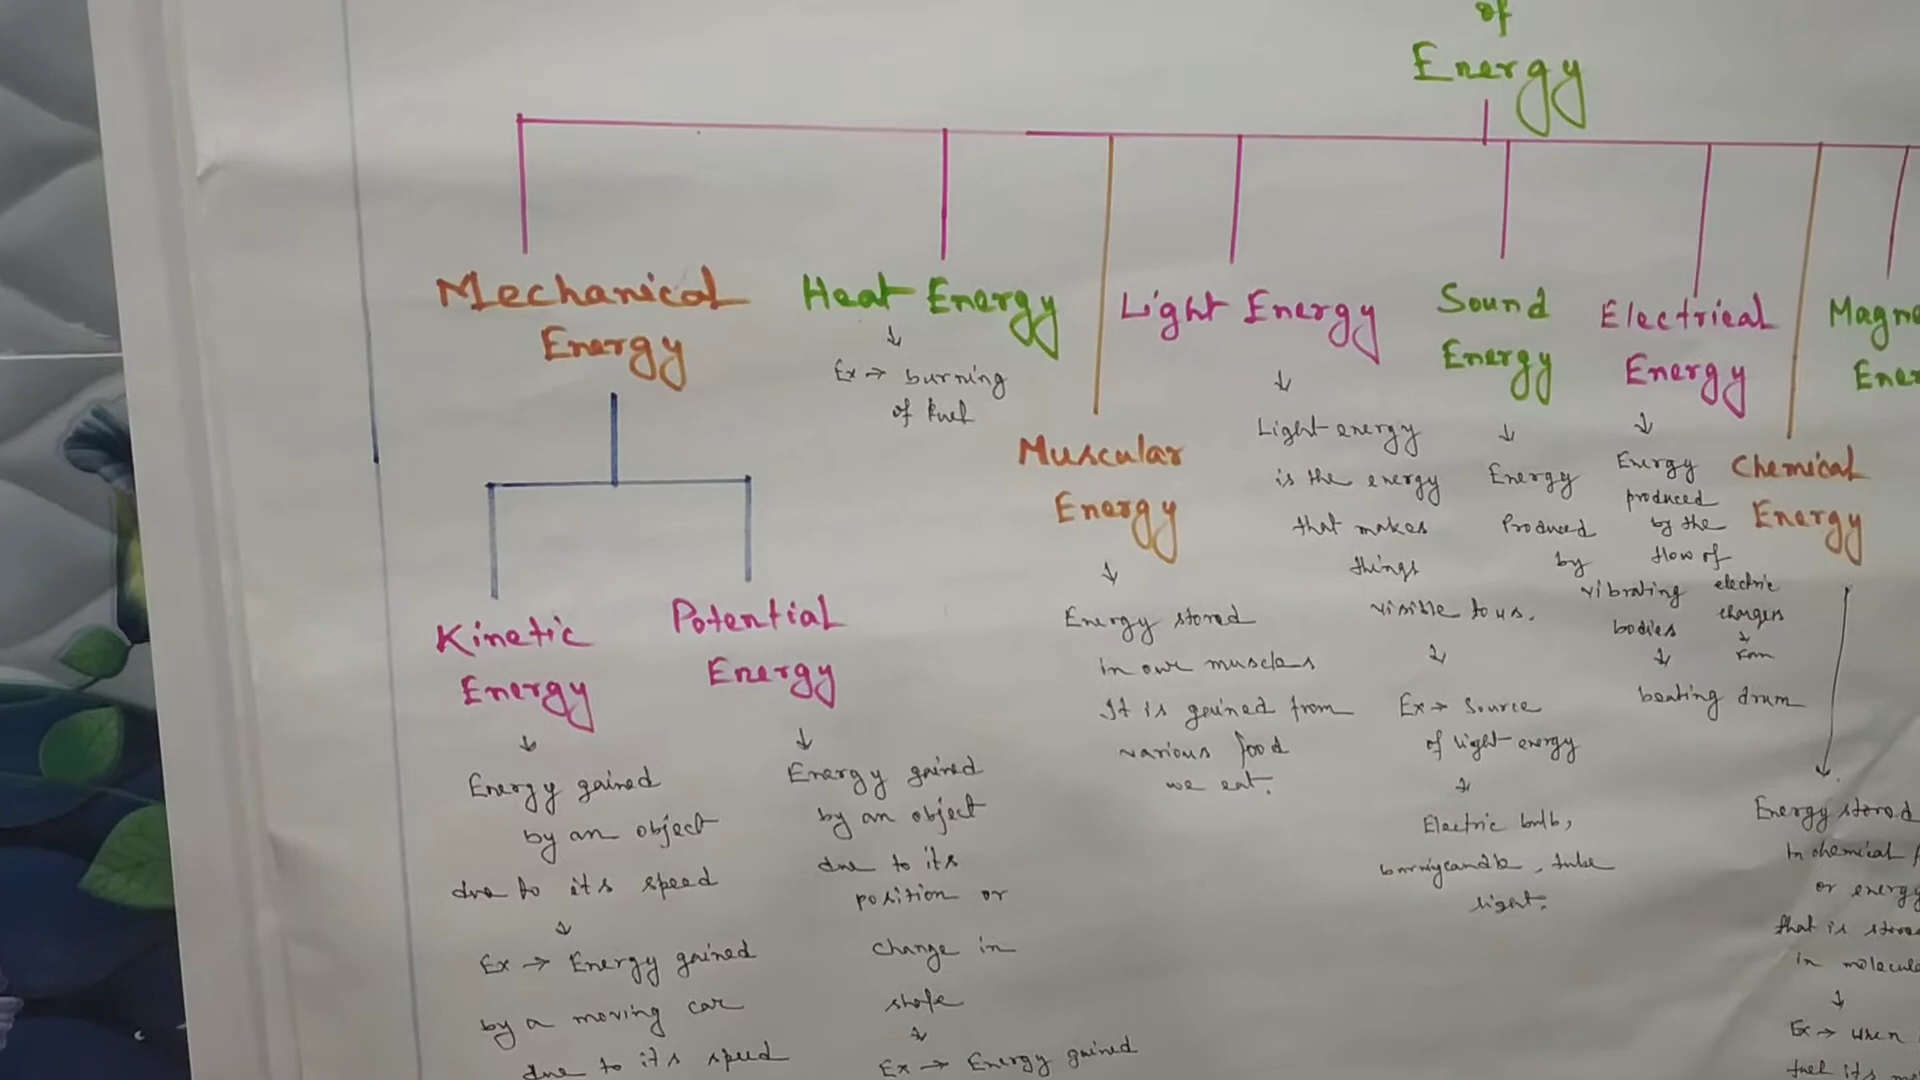 of
Energy
Mechanical
Energy
Kinetic
Energy
Energy gained
by an object
due to it's speed
Ex → Energy gained
by a moving car
due to it's speed
Potential
Energy
Energy gained
by an object
due to it's
position or
change in
shape
Ex → Energy gained
Heat Energy
Ex → burning
of fuel
Muscular
Energy
Energy stored
in our muscles
It is gained from
various food
we eat.
Light Energy
Light energy
is the energy
that makes
things
visible to us.
Ex → Source
of light energy
Electric bulb,
tube
light.
Sound
Energy
Energy
Produced
by
vibrating
bodies
beating drum
Electrical
Energy
Energy
produced
by the
flow of
electric
charges
Fan
Chemical
Energy
Energy stored
in chemical
or energy
that is
in
Ex → when
fuel its
Magne
Ener